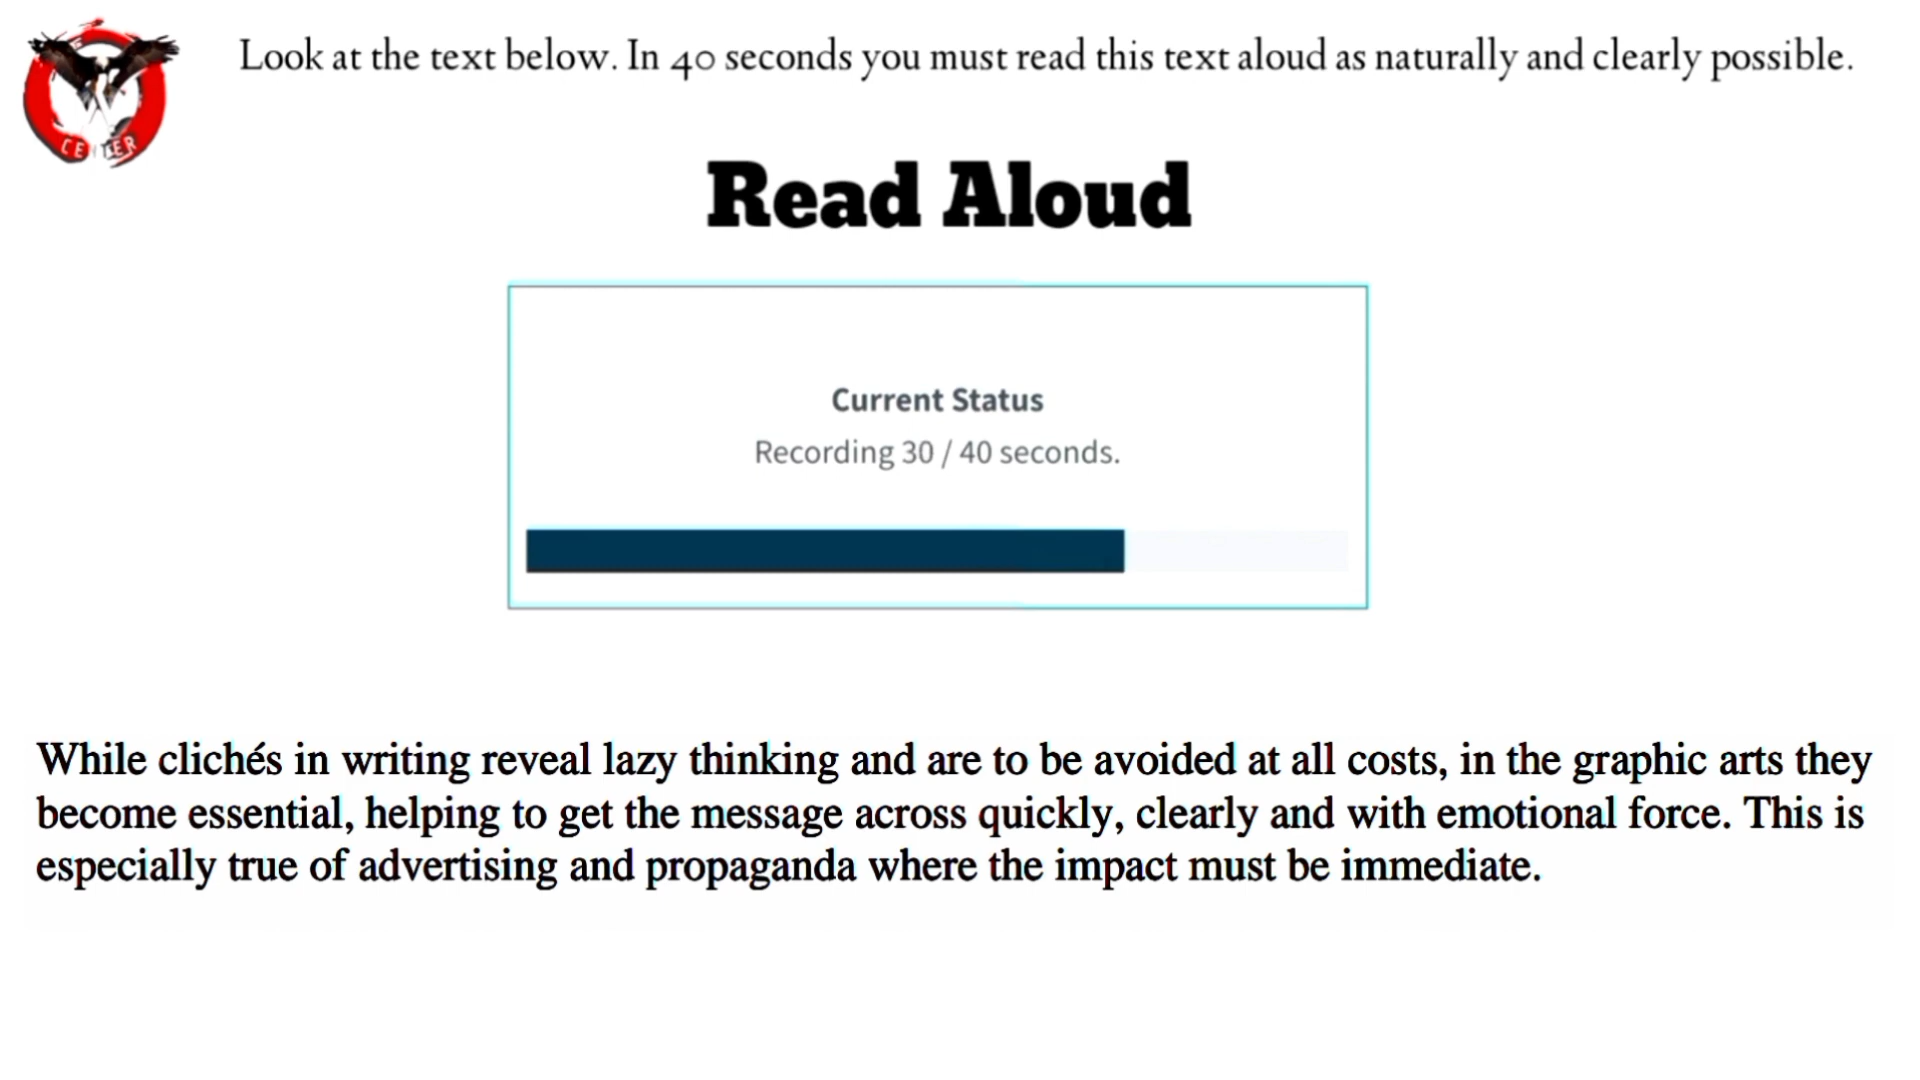 CENTER
Look at the text below. In 40 seconds you must read this text aloud as naturally and clearly possible.
Read Aloud
Current Status
Recording 30 / 40 seconds.
While clichés in writing reveal lazy thinking and are to be avoided at all costs, in the graphic arts they
become essential, helping to get the message across quickly, clearly and with emotional force. This is
especially true of advertising and propaganda where the impact must be immediate.